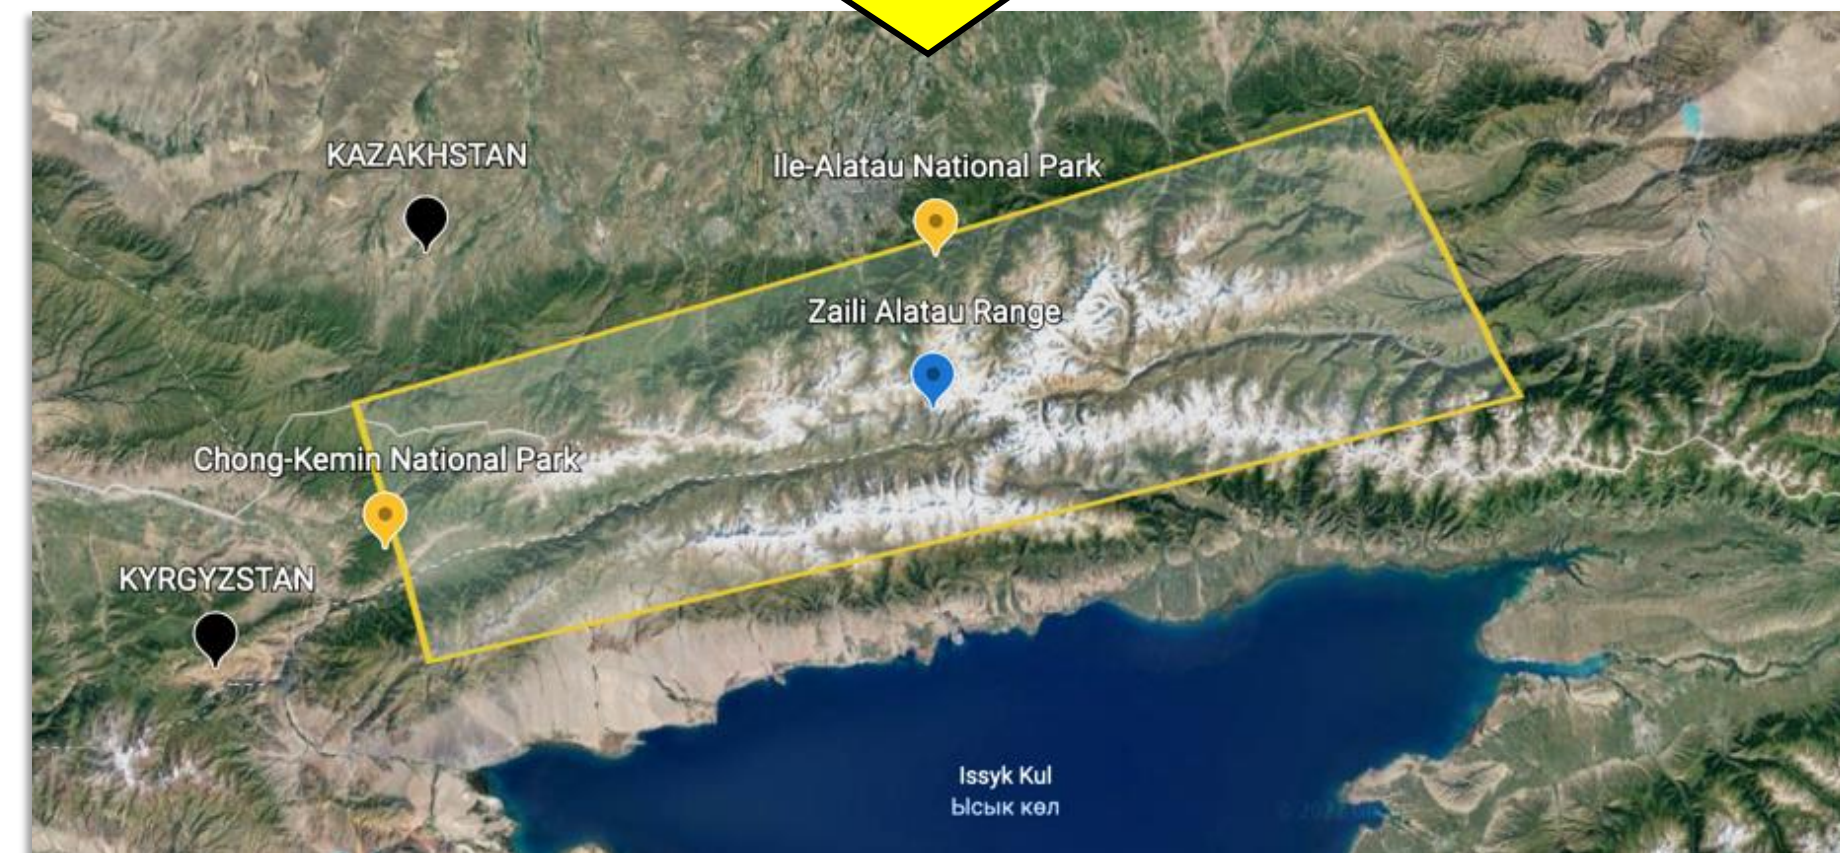 KAZAKHSTAN
Ile-Alatau National Park
Zaili Alatau Range
Chong-Kemin National Park
KYRGYZSTAN
Issyk Kul
Ысык көл